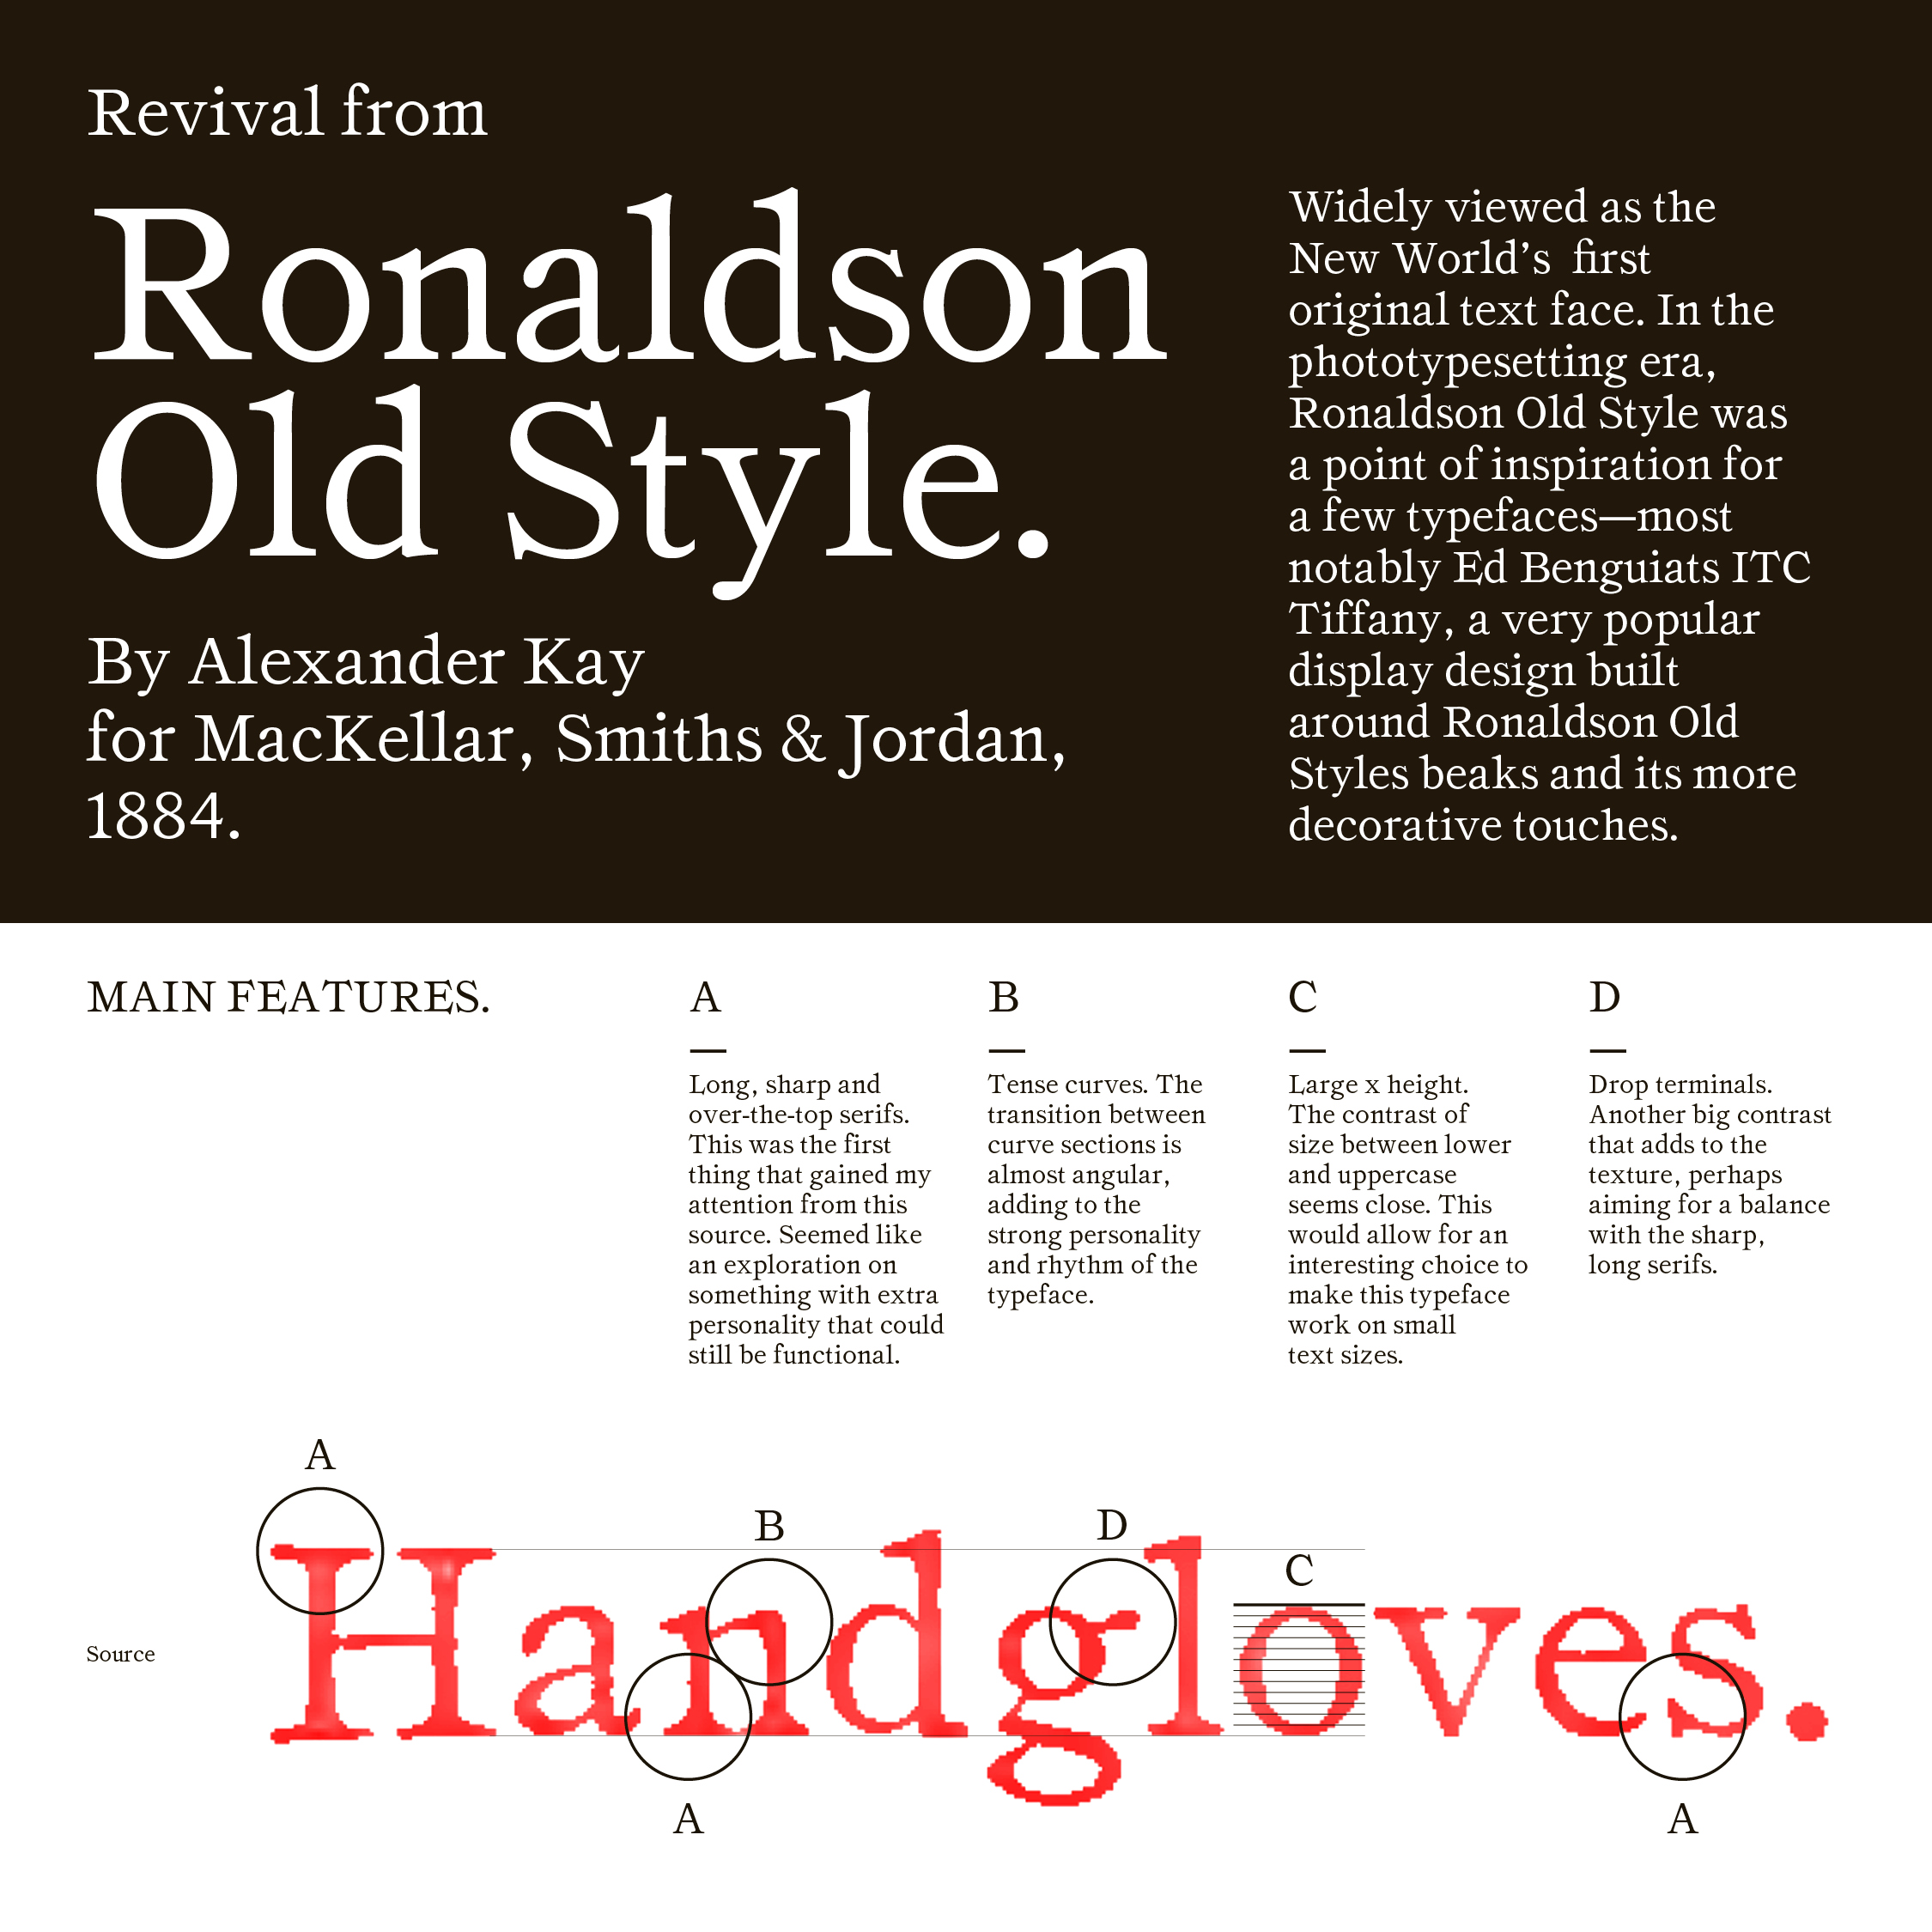 Revival from
Ronaldson
Old Style.
By Alexander Kay
for MacKellar, Smiths & Jordan,
1884.
Widely viewed as the
New World’s  first
original text face. In the
phototypesetting era,
Ronaldson Old Style was
a point of inspiration for
a few typefaces—most
notably Ed Benguiats ITC
Tiffany, a very popular
display design built
around Ronaldson Old
Styles beaks and its more
decorative touches.
MAIN FEATURES.
A
—
Long, sharp and
over-the-top serifs.
This was the first
thing that gained my
attention from this
source. Seemed like
an exploration on
something with extra
personality that could
still be functional.
B
—
Tense curves. The
transition between
curve sections is
almost angular,
adding to the
strong personality
and rhythm of the
typeface.
C
—
Large x height.
The contrast of
size between lower
and uppercase
seems close. This
would allow for an
interesting choice to
make this typeface
work on small
text sizes.
D
—
Drop terminals.
Another big contrast
that adds to the
texture, perhaps
aiming for a balance
with the sharp,
long serifs.
A
B
D
C
Source
Handgloves.
A
A